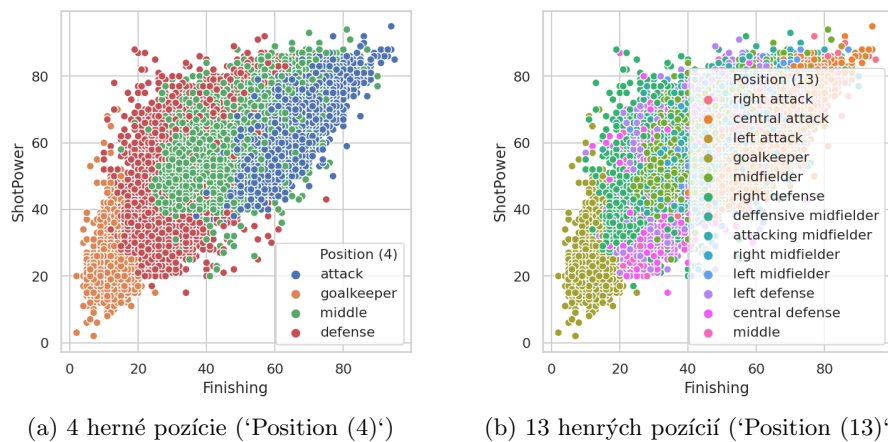 80
60
40
20
0
ShotPower
0
20
40
60
80
Finishing
Position (4)
attack
goalkeeper
middle
defense
(a) 4 herné pozície (‘Position (4)‘)
80
60
40
20
0
ShotPower
0
20
40
60
80
Finishing
Position (13)
right attack
central attack
left attack
goalkeeper
midfielder
right defense
deffensive midfielder
attacking midfielder
right midfielder
left midfielder
left defense
central defense
middle
(b) 13 henrých pozícií (‘Position (13)‘